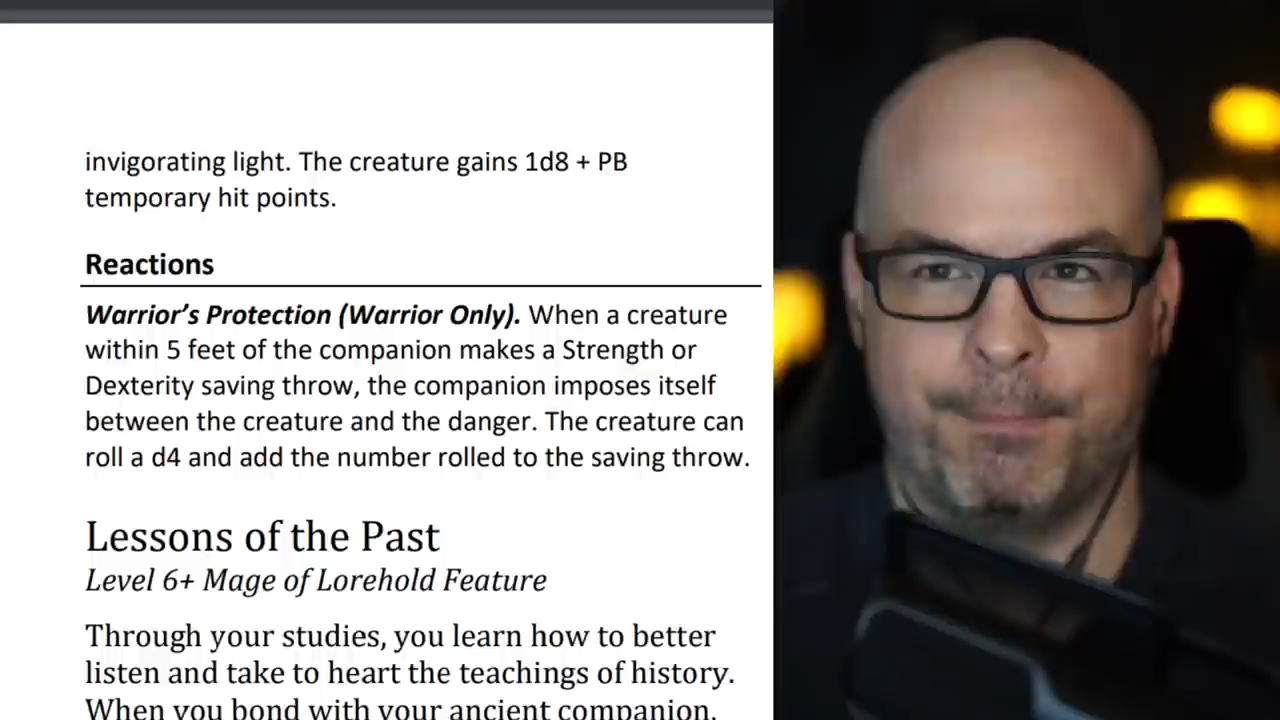 invigorating light. The creature gains 1d8 + PB
temporary hit points.
Reactions
Warrior’s Protection (Warrior Only). When a creature
within 5 feet of the companion makes a Strength or
Dexterity saving throw, the companion imposes itself
between the creature and the danger. The creature can
roll a d4 and add the number rolled to the saving throw.
Lessons of the Past
Level 6+ Mage of Lorehold Feature
Through your studies, you learn how to better
listen and take to heart the teachings of history.
When you bond with your ancient companion,